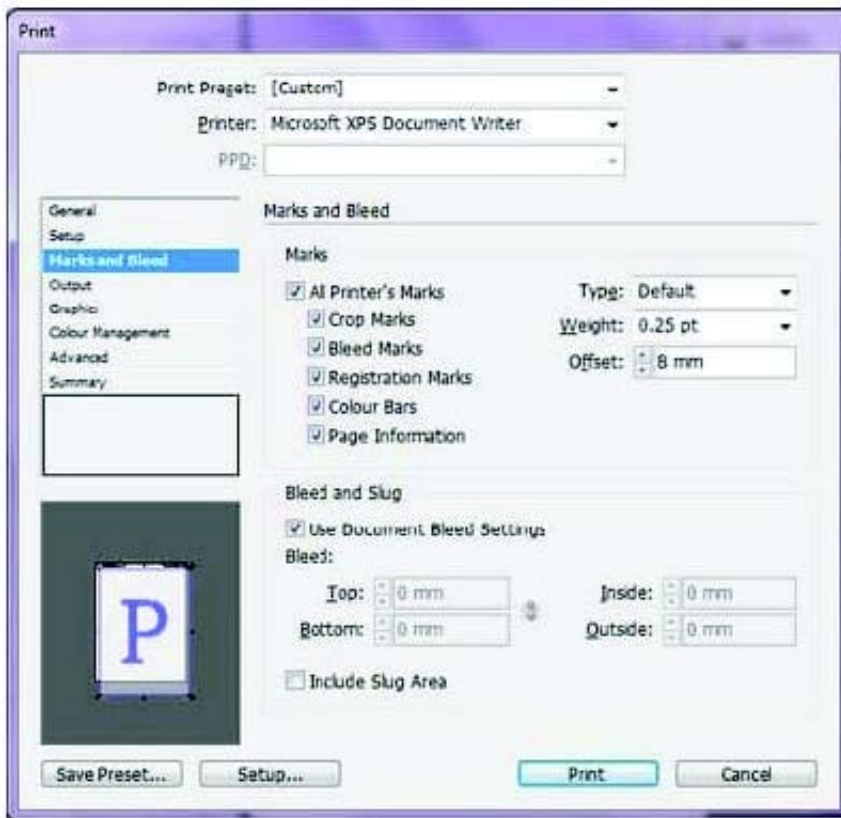 Print
Print Preset: [Custom]
Printer: Microsoft XPS Document Writer
PPD:
General
Setup
Marks and Bleed
Output
Graphics
Colour Management
Advanced
Summary
Marks and Bleed
Marks
All Printer's Marks
Crop Marks
Bleed Marks
Registration Marks
Colour Bars
Page Information
Type: Default
Weight: 0.25 pt
Offset: 8 mm
Bleed and Slug
Use Document Bleed Settings
Bleed:
Top: 0 mm
Bottom: 0 mm
Inside: 0 mm
Outside: 0 mm
Include Slug Area
P
Save Preset...
Setup...
Print
Cancel